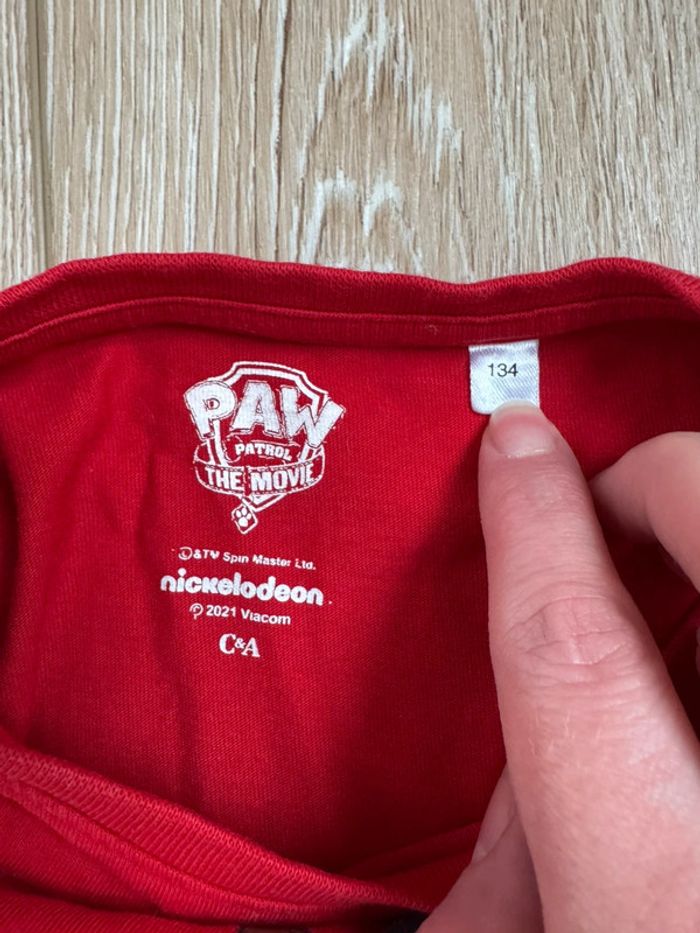 PAW
PATROL
THE MOVIE
©&TM Spin Master Ltd.
nickelodeon
© 2021 Viacom
C&A
134